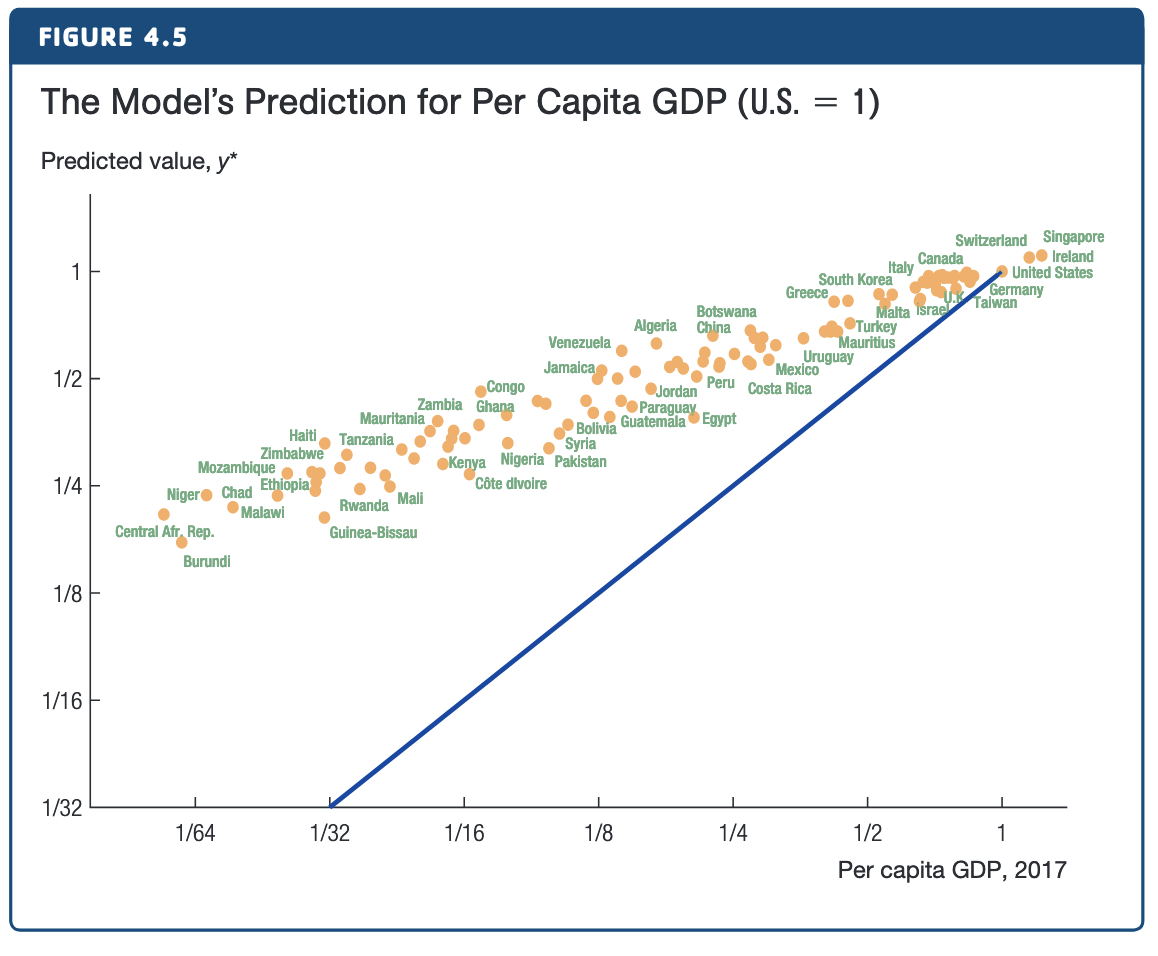 FIGURE 4.5
The Model's Prediction for Per Capita GDP (U.S. = 1)
Predicted value, y*
Switzerland
Singapore
Ireland
United States
Canada
Italy
Germany
South Korea
U.K.
Taiwan
Greece
Malta
Israel
Botswana
China
Algeria
Turkey
Mauritius
Venezuela
Uruguay
Jamaica
Mexico
Peru
Costa Rica
Congo
Jordan
Zambia
Ghana
Paraguay
Mauritania
Guatemala
Egypt
Bolivia
Haiti
Tanzania
Syria
Zimbabwe
Kenya
Nigeria
Pakistan
Mozambique
Ethiopia
Côte dIvoire
Niger
Chad
Mali
Malawi
Rwanda
Central Afr. Rep.
Guinea-Bissau
Burundi
1
1/2
1/4
1/8
1/16
1/32
1/64
1/32
1/16
1/8
1/4
1/2
1
Per capita GDP, 2017